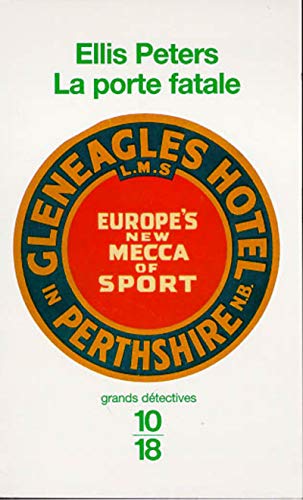 Ellis Peters
La porte fatale
GLENEAGLES HOTEL
L.M.S
EUROPE'S
NEW
MECCA
OF
SPORT
IN PERTHSHIRE N.B.
grands détectives
10
18